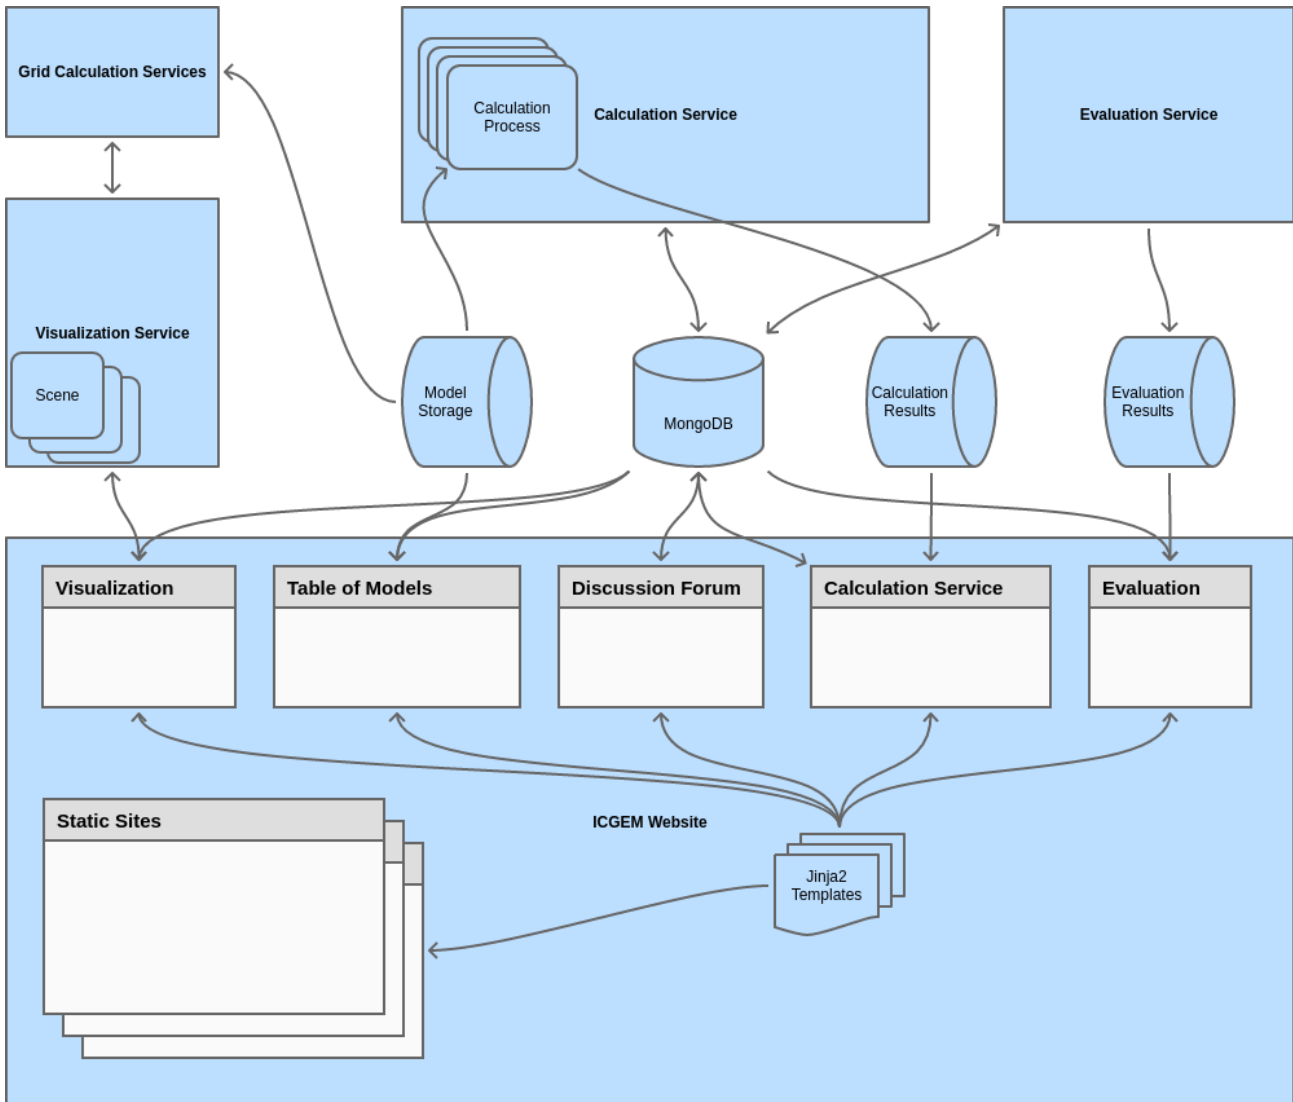 Grid Calculation Services
Calculation
Process
Calculation Service
Evaluation Service
Visualization Service
Scene
Model
Storage
MongoDB
Calculation
Results
Evaluation
Results
Visualization
Table of Models
Discussion Forum
Calculation Service
Evaluation
Static Sites
ICGEM Website
Jinja2
Templates